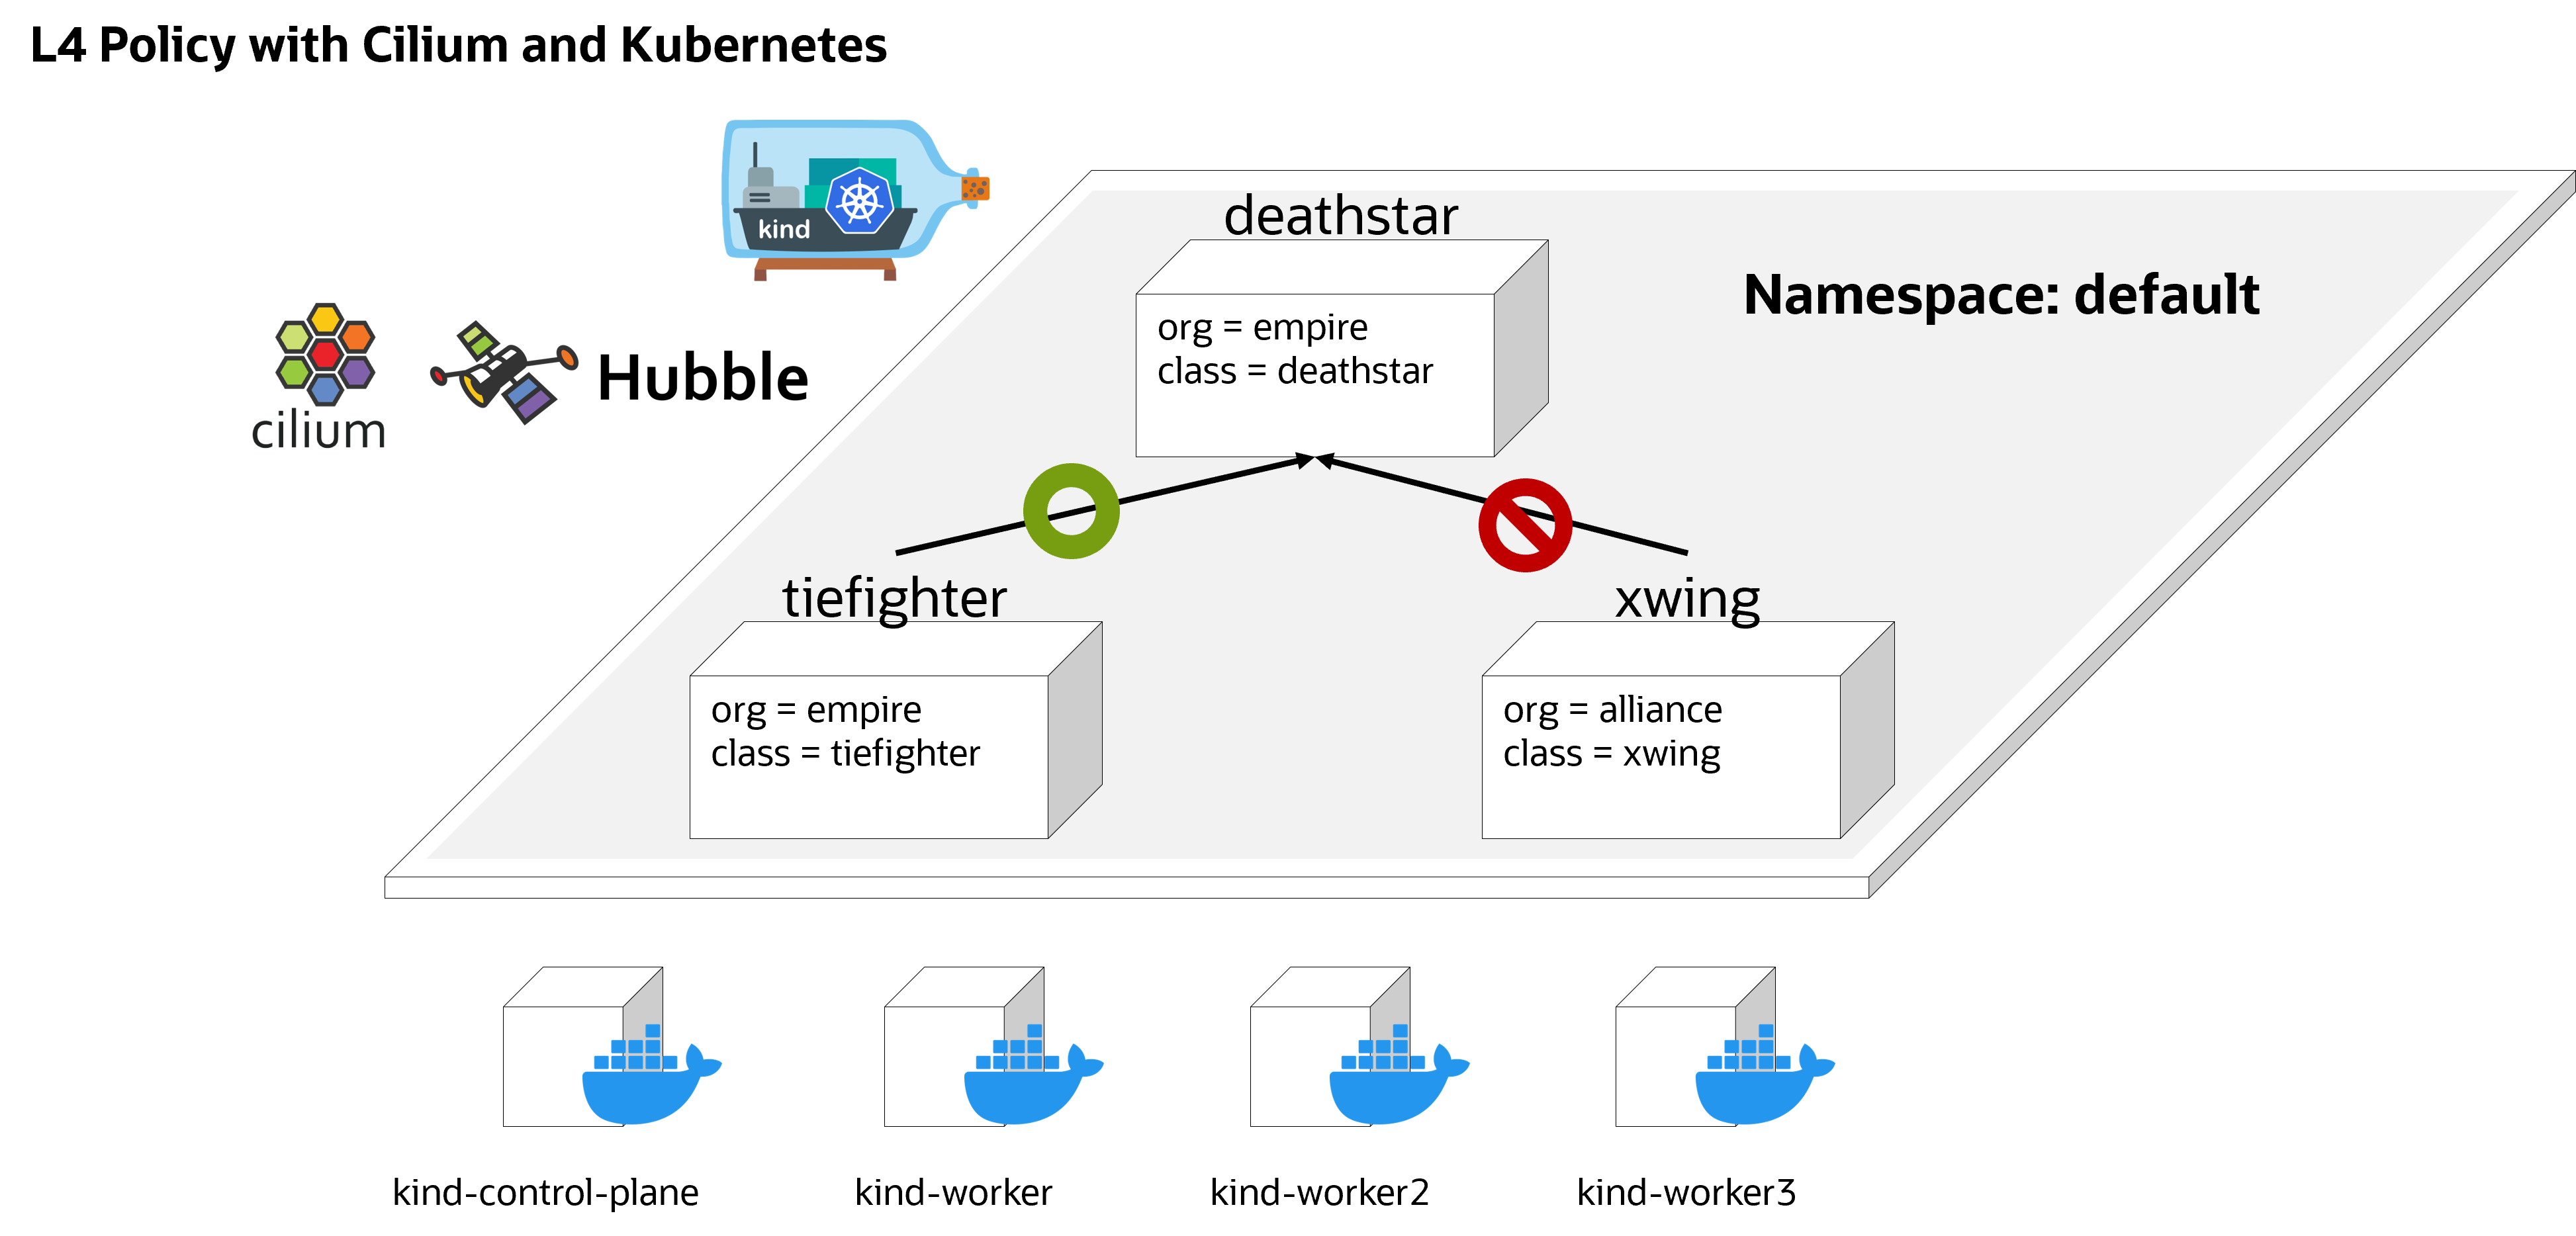 L4 Policy with Cilium and Kubernetes
kind
deathstar
Namespace: default
org = empire
class = deathstar
cilium
Hubble
tiefighter
xwing
org = empire
class = tiefighter
org = alliance
class = xwing
kind-control-plane
kind-worker
kind-worker2
kind-worker3